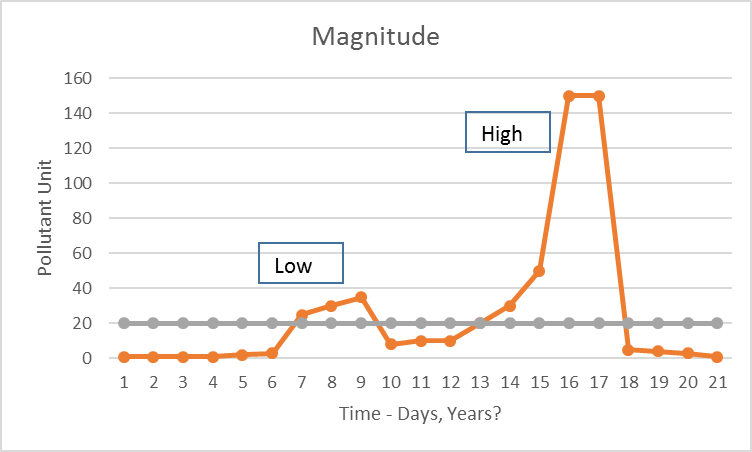 Magnitude
160
140
120
100
80
60
40
20
0
Pollutant Unit
High
Low
1 2 3 4 5 6 7 8 9 10 11 12 13 14 15 16 17 18 19 20 21
Time - Days, Years?